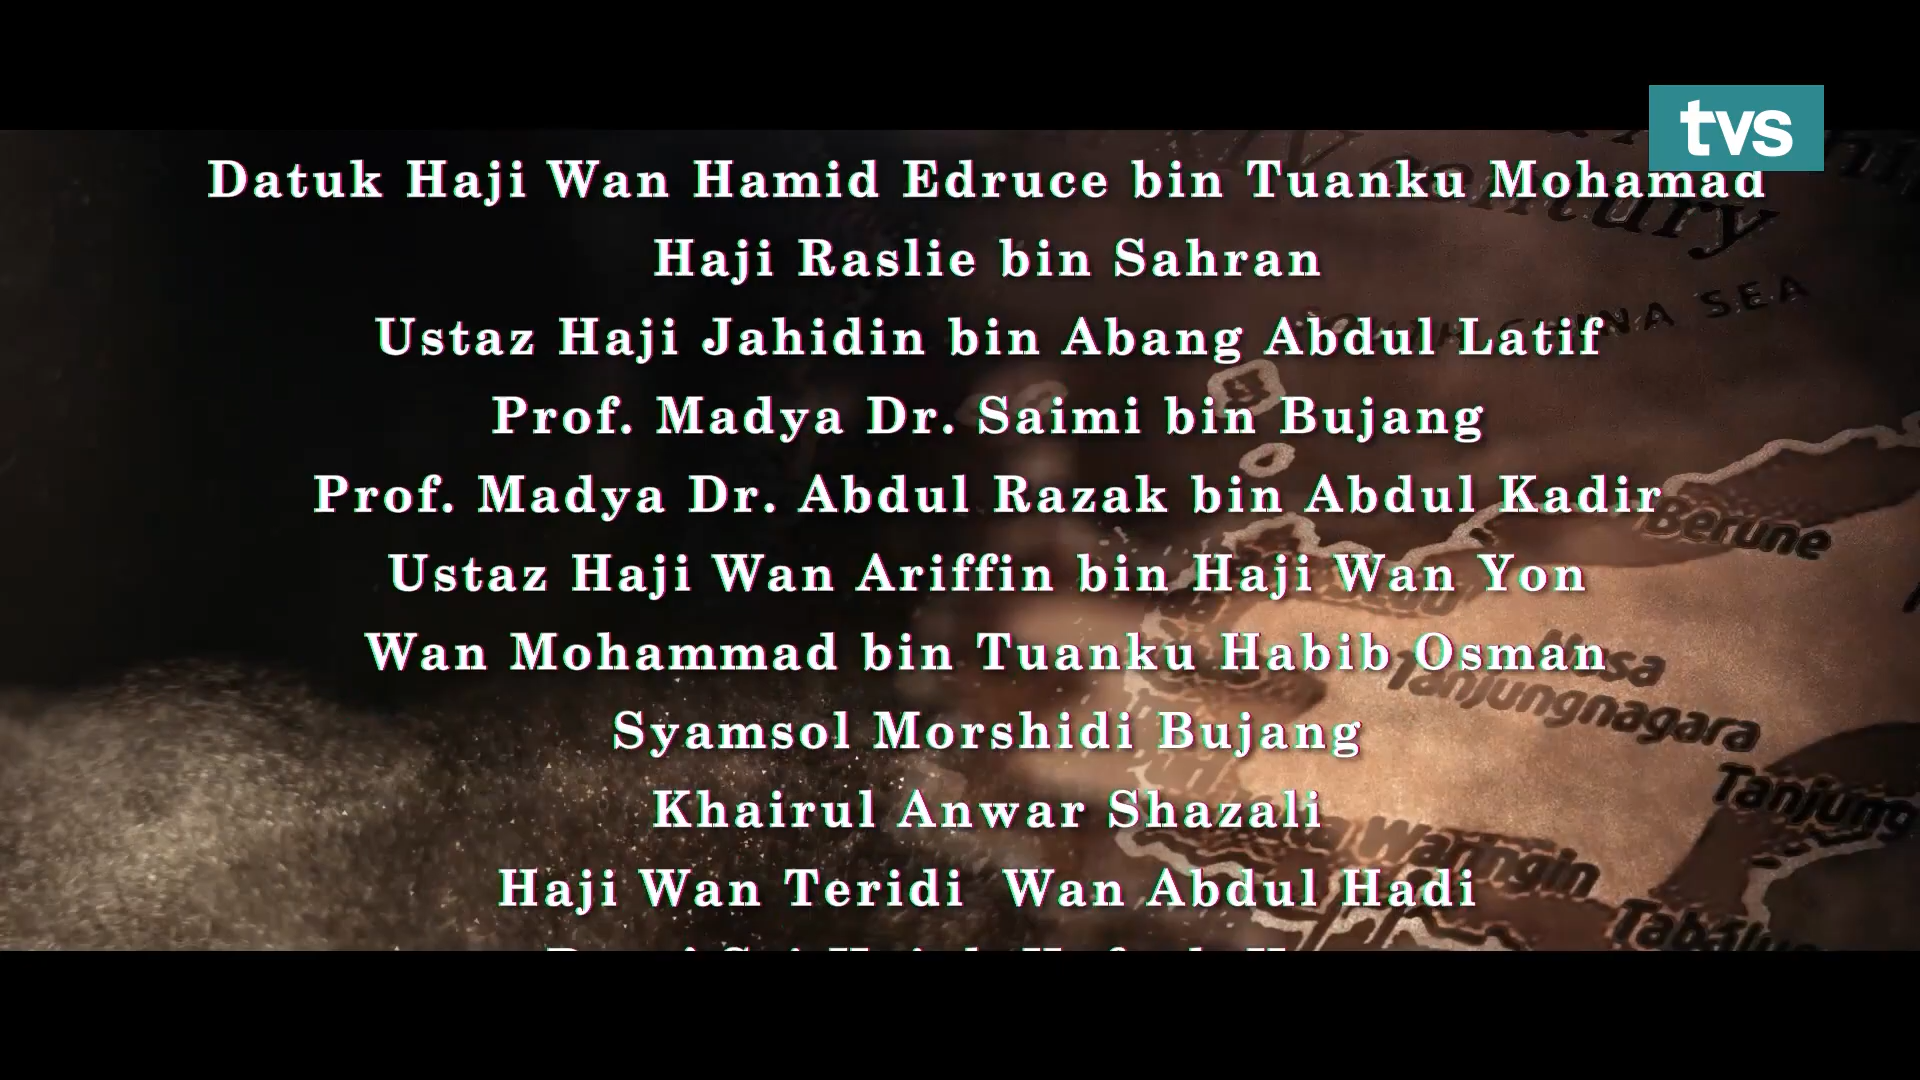 tvs
Datuk Haji Wan Hamid Edruce bin Tuanku Mohamad
century
Haji Raslie bin Sahran
CHINA SEA
Ustaz Haji Jahidin bin Abang Abdul Latif
Prof. Madya Dr. Saimi bin Bujang
Prof. Madya Dr. Abdul Razak bin Abdul Kadir
Berune
Ustaz Haji Wan Ariffin bin Haji Wan Yon
Wan Mohammad bin Tuanku Habib Osman
Tanjungnagara
Syamsol Morshidi Bujang
Tanjung
Khairul Anwar Shazali
Waringin
Haji Wan Teridi Wan Abdul Hadi